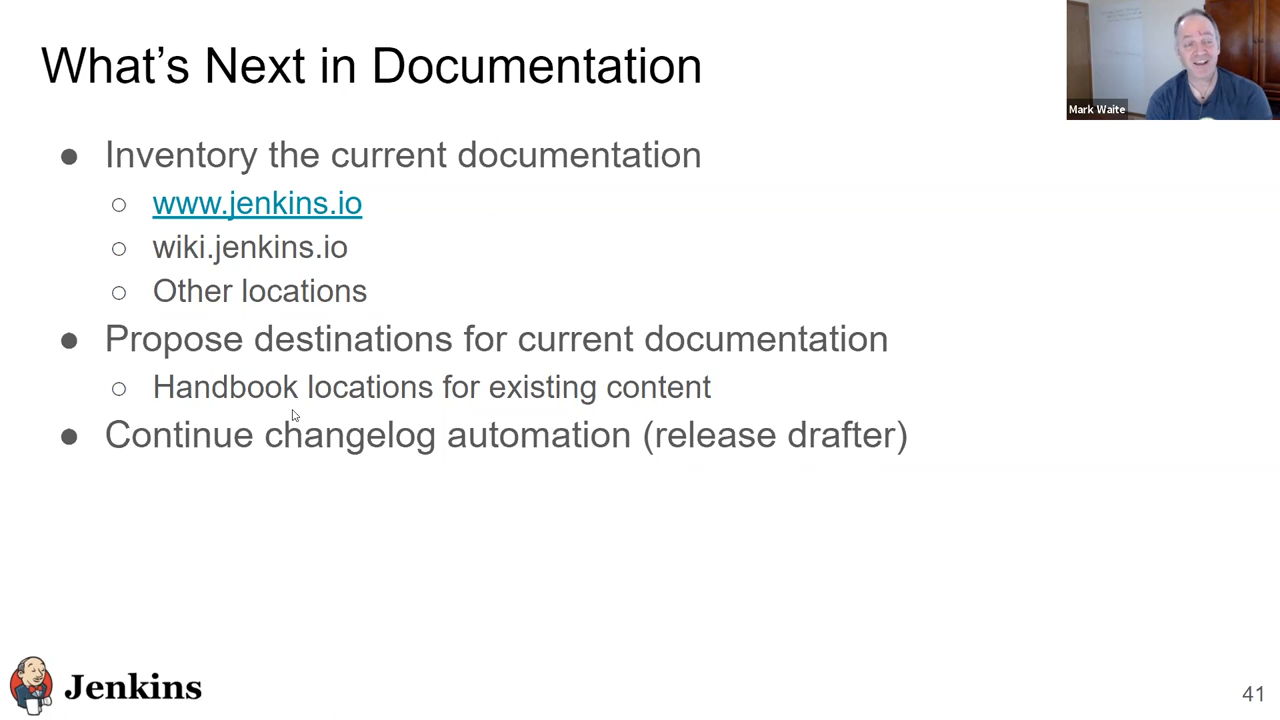 What's Next in Documentation
Mark Waite
● Inventory the current documentation
○ www.jenkins.io
○ wiki.jenkins.io
○ Other locations
● Propose destinations for current documentation
○ Handbook locations for existing content
● Continue changelog automation (release drafter)
Jenkins
41